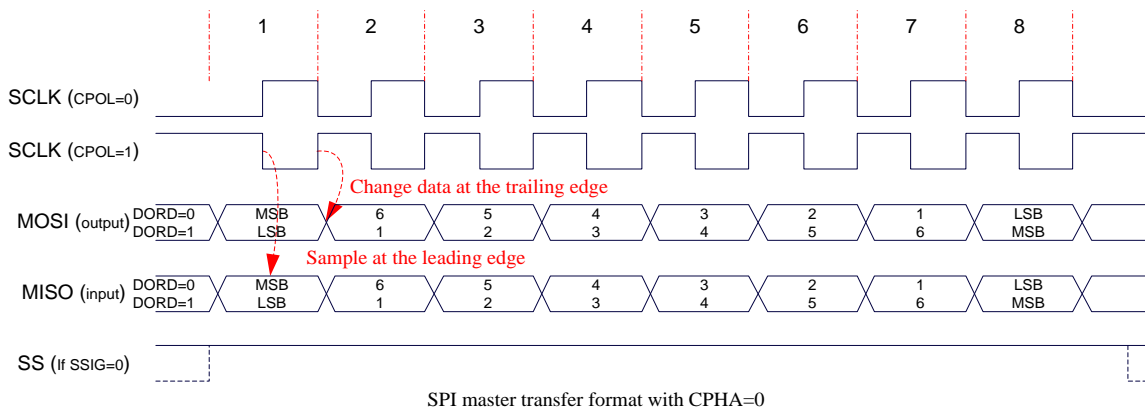 1 2 3 4 5 6 7 8
SCLK (CPOL=0)
SCLK (CPOL=1)
Change data at the trailing edge
MOSI (output) DORD=0 MSB 6 5 4 3 2 1 LSB
DORD=1 LSB 1 2 3 4 5 6 MSB
Sample at the leading edge
MISO (input) DORD=0 MSB 6 5 4 3 2 1 LSB
DORD=1 LSB 1 2 3 4 5 6 MSB
SS (If SSIG=0)
SPI master transfer format with CPHA=0